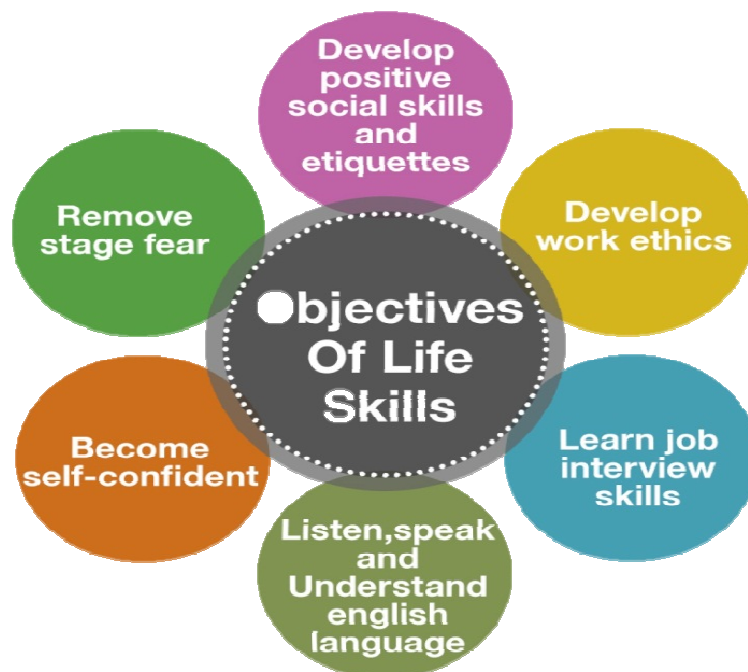 Develop
positive
social skills
and
etiquettes
Develop
work ethics
Learn job
interview
skills
Listen,speak
and
Understand
english
language
Become
self-confident
Remove
stage fear
Objectives
Of Life
Skills